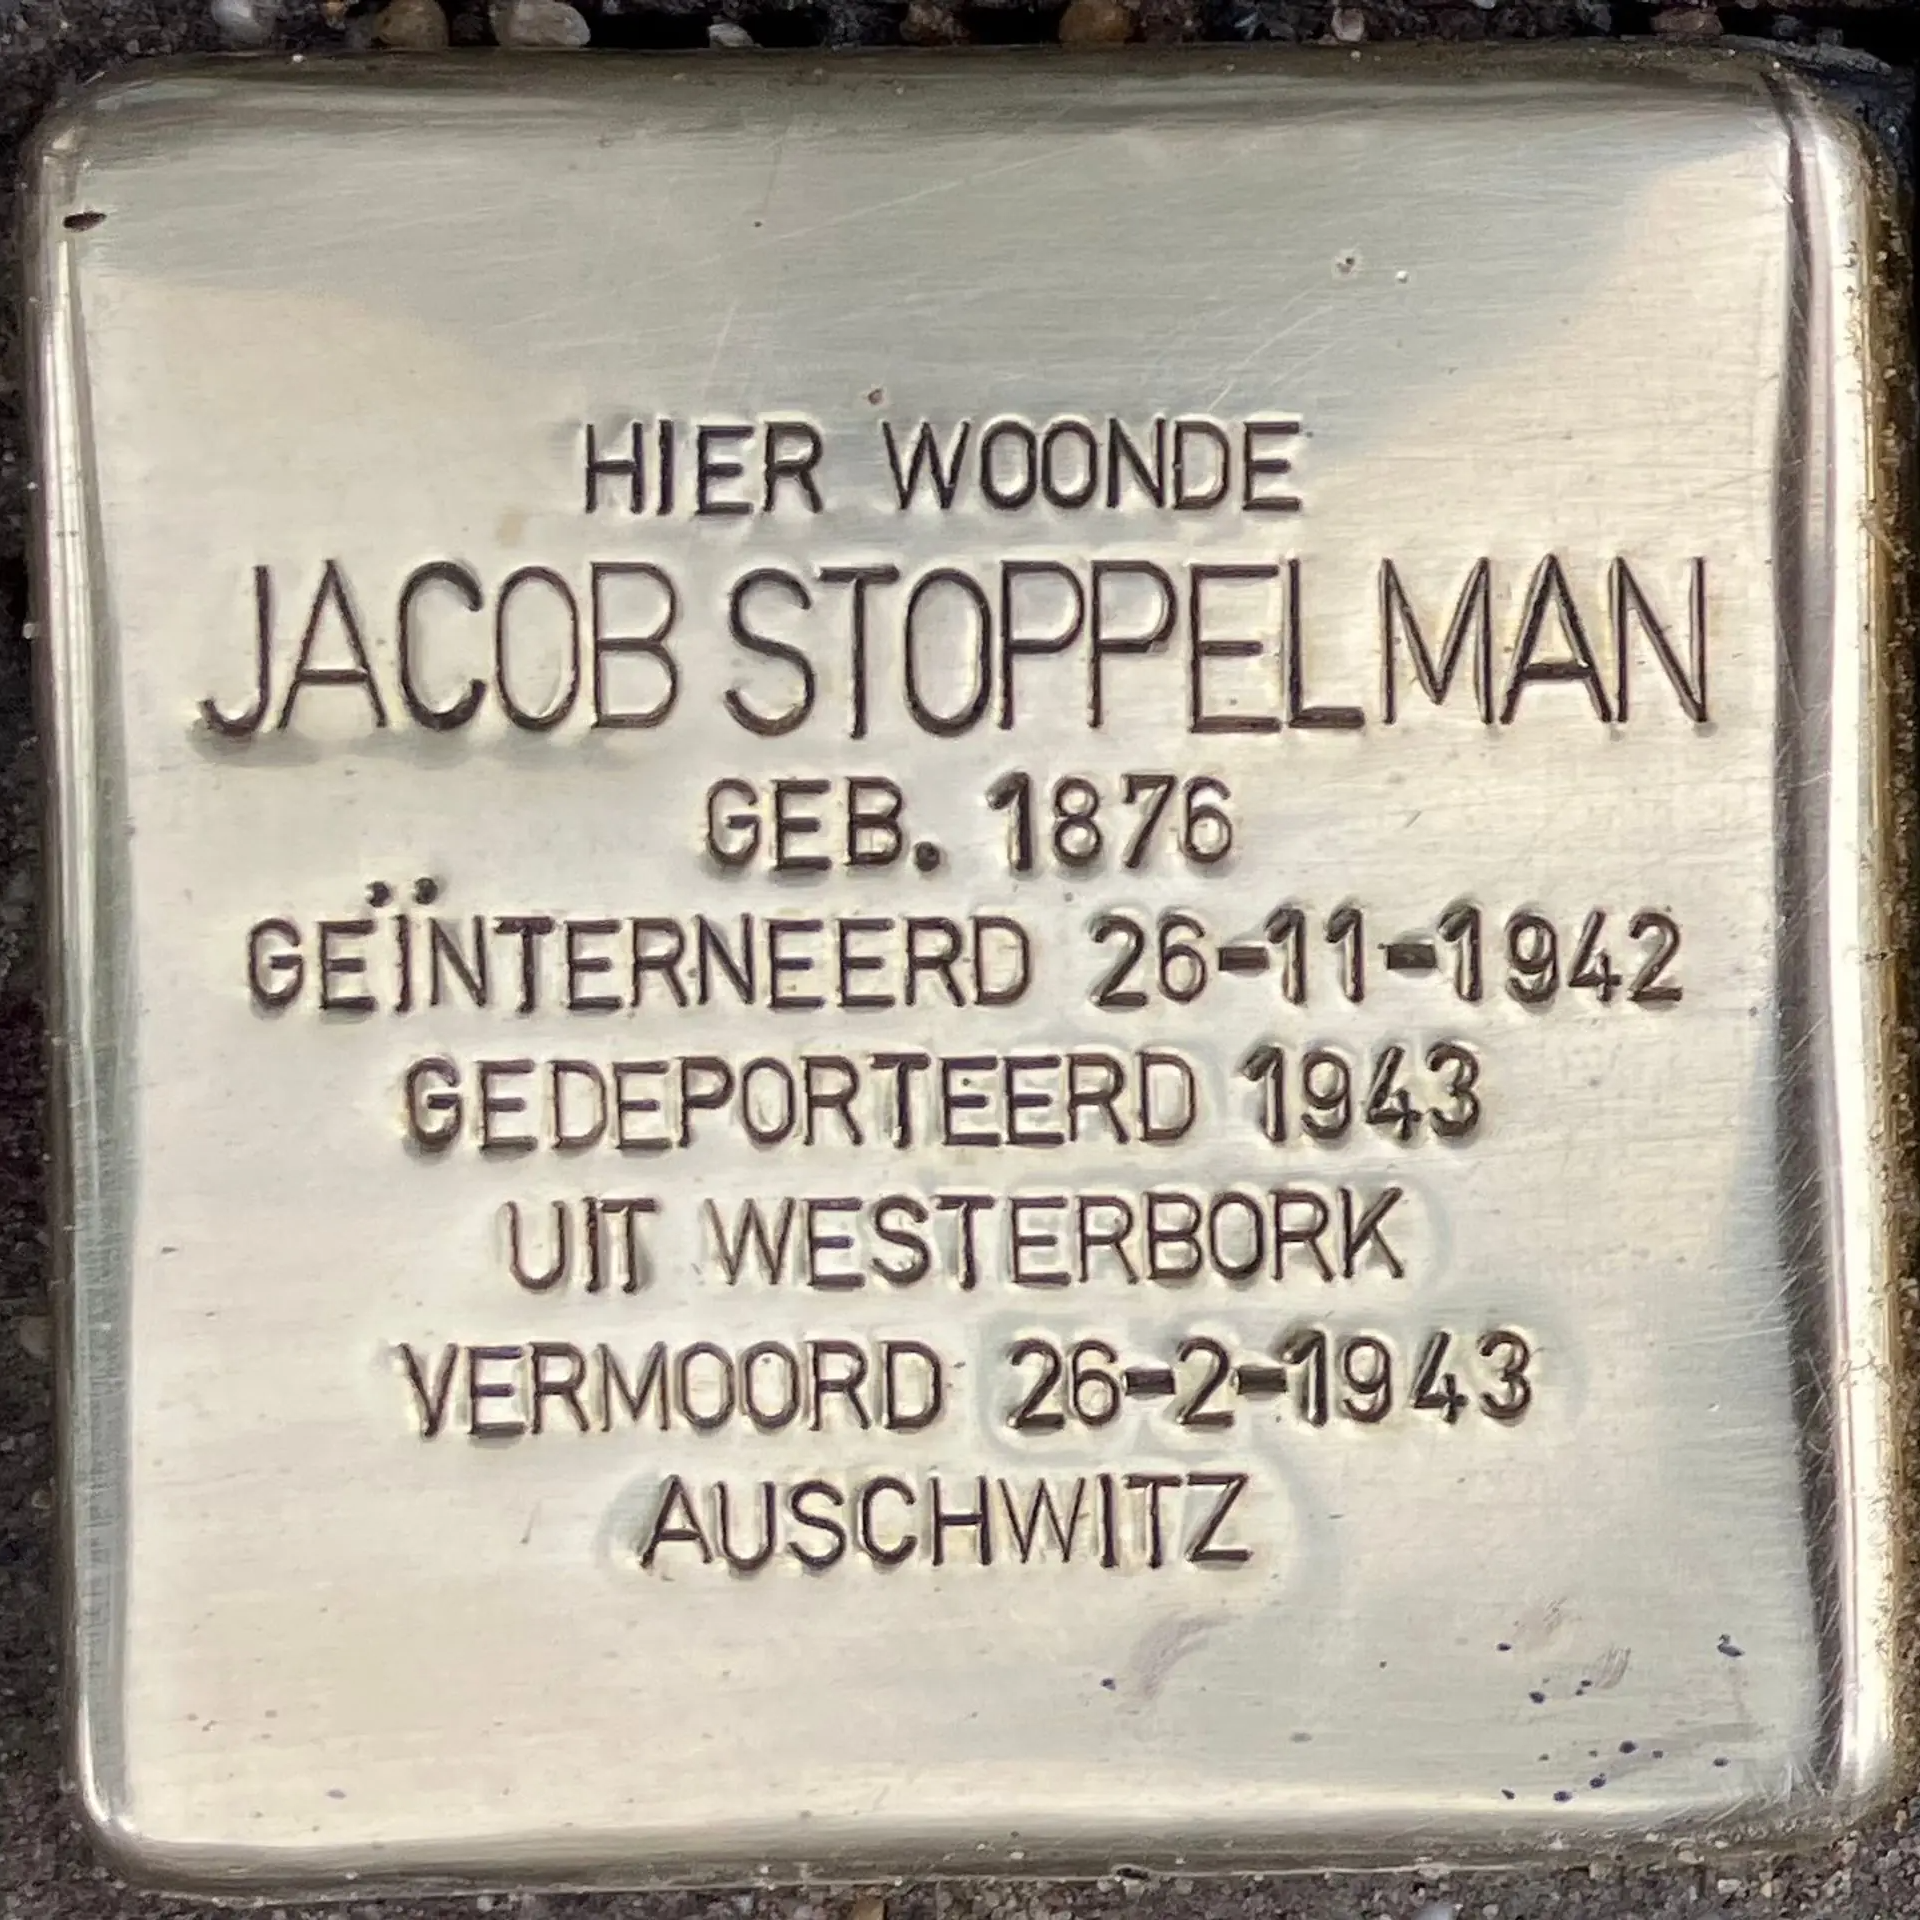 HIER WOONDE
JACOB STOPPELMAN
GEB. 1876
GEÏNTERNEERD 26-11-1942
GEDEPORTEERD 1943
UIT WESTERBORK
VERMOORD 26-2-1943
AUSCHWITZ